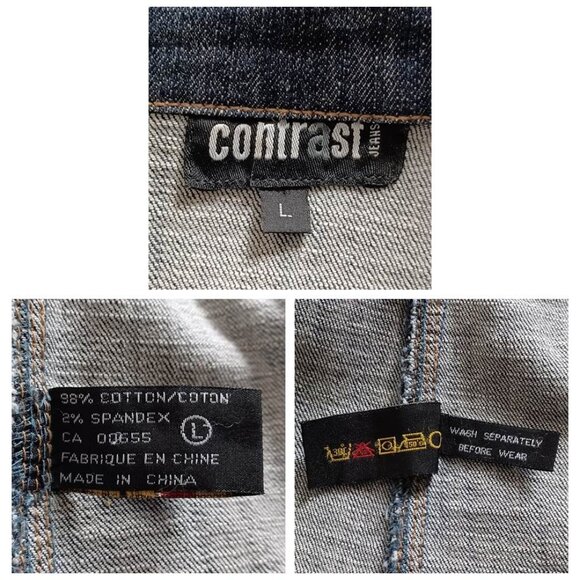 contrast
JEANS
L
98% COTTON/COTON
2% SPANDEX
CA 00655
L
FABRIQUE EN CHINE
MADE IN CHINA
WASH SEPARATELY
BEFORE WEAR